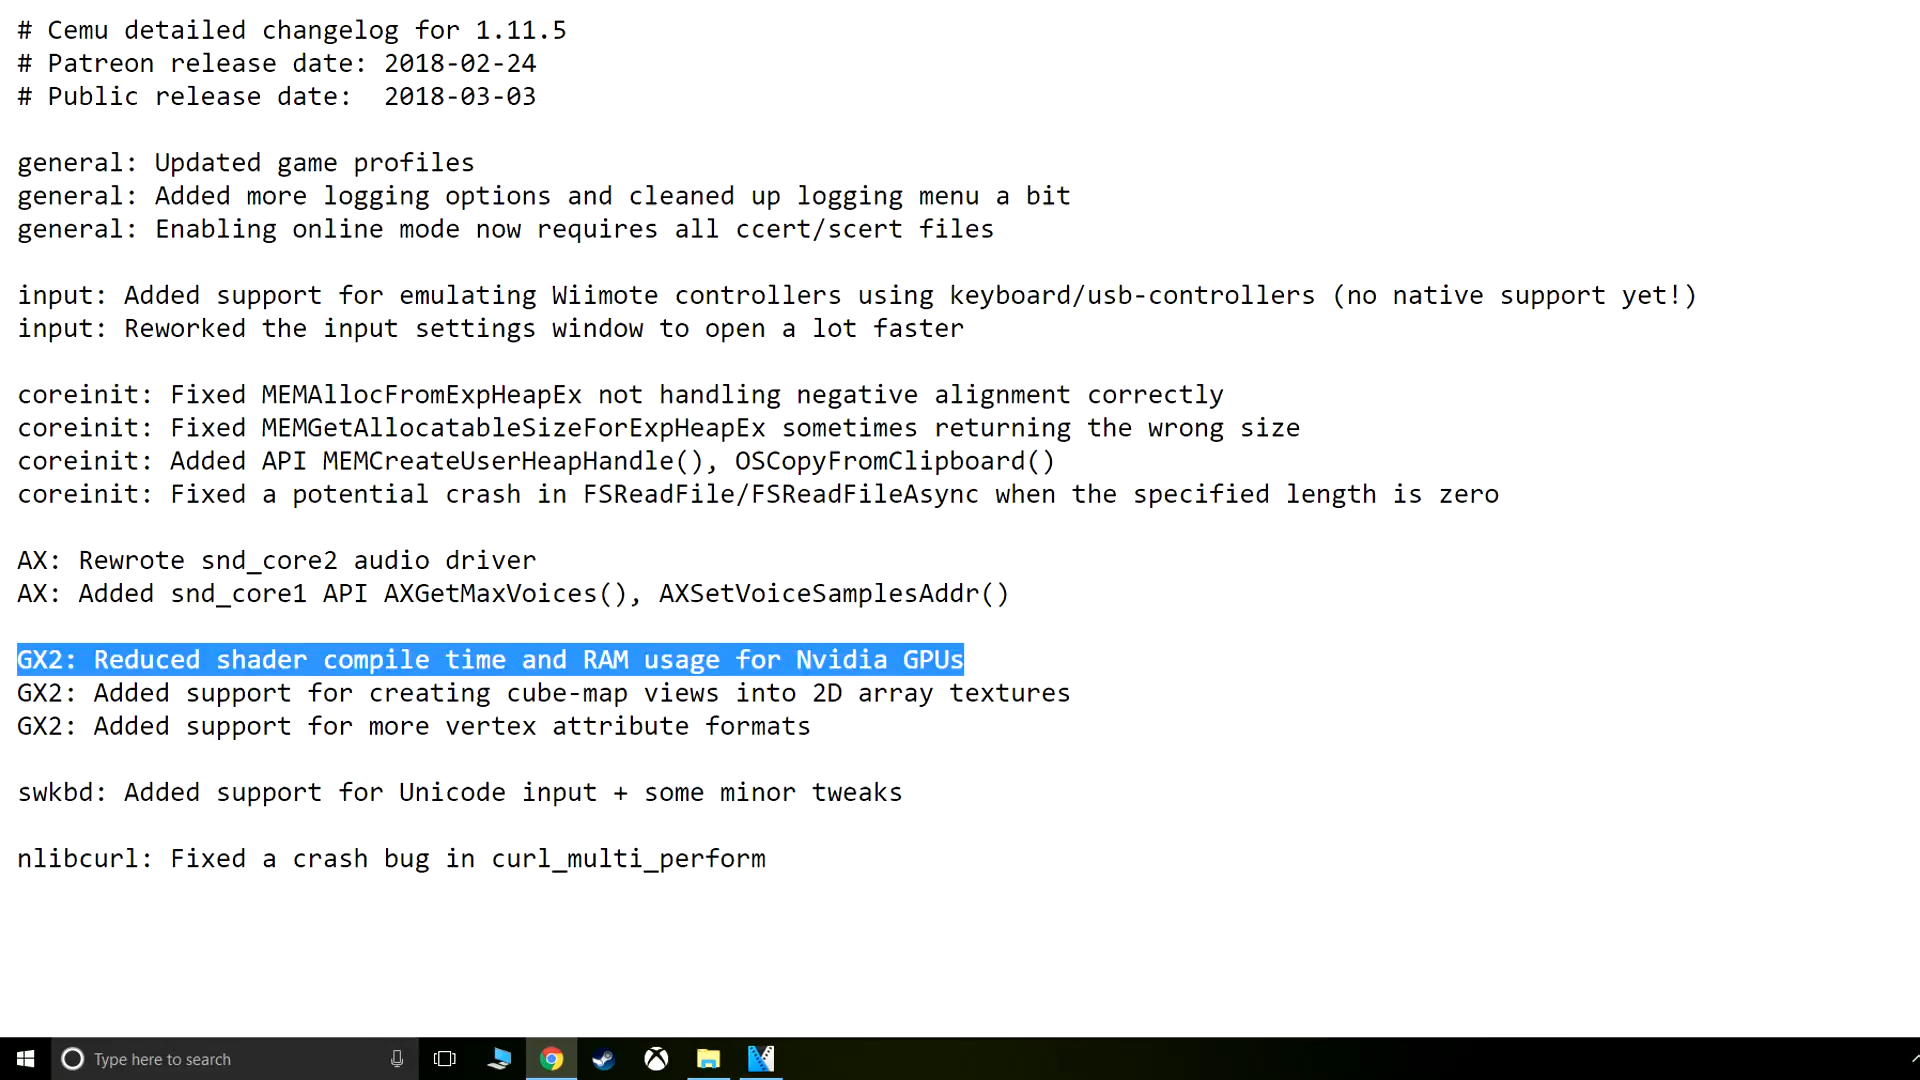 # Cemu detailed changelog for 1.11.5
# Patreon release date: 2018-02-24
# Public release date:  2018-03-03
general: Updated game profiles
general: Added more logging options and cleaned up logging menu a bit
general: Enabling online mode now requires all ccert/scert files
input: Added support for emulating Wiimote controllers using keyboard/usb-controllers (no native support yet!)
input: Reworked the input settings window to open a lot faster
coreinit: Fixed MEMAllocFromExpHeapEx not handling negative alignment correctly
coreinit: Fixed MEMGetAllocatableSizeForExpHeapEx sometimes returning the wrong size
coreinit: Added API MEMCreateUserHeapHandle(), OSCopyFromClipboard()
coreinit: Fixed a potential crash in FSReadFile/FSReadFileAsync when the specified length is zero
AX: Rewrote snd_core2 audio driver
AX: Added snd_core1 API AXGetMaxVoices(), AXSetVoiceSamplesAddr()
GX2: Reduced shader compile time and RAM usage for Nvidia GPUs
GX2: Added support for creating cube-map views into 2D array textures
GX2: Added support for more vertex attribute formats
swkbd: Added support for Unicode input + some minor tweaks
nlibcurl: Fixed a crash bug in curl_multi_perform
Type here to search